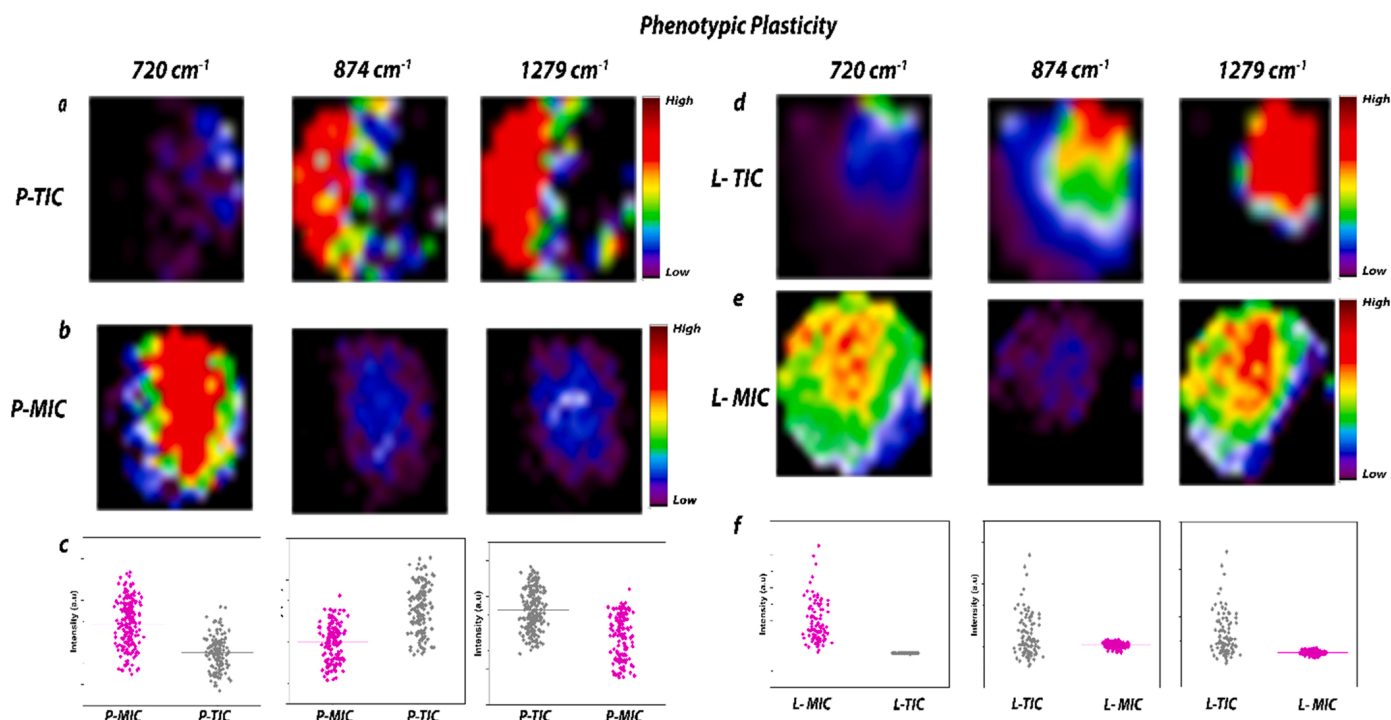 Phenotypic Plasticity
720 cm⁻¹ 874 cm⁻¹ 1279 cm⁻¹ 720 cm⁻¹ 874 cm⁻¹ 1279 cm⁻¹
a High d High
P-TIC L- TIC
Low Low
b High e High
P-MIC L- MIC
Low Low
c f
Intensity (a.u) Intensity (a.u) Intensity (a.u) Intensity (a.u) Intensity (a.u)
P-MIC P-TIC P-MIC P-TIC P-TIC P-MIC L- MIC L-TIC L-TIC L- MIC L-TIC L- MIC